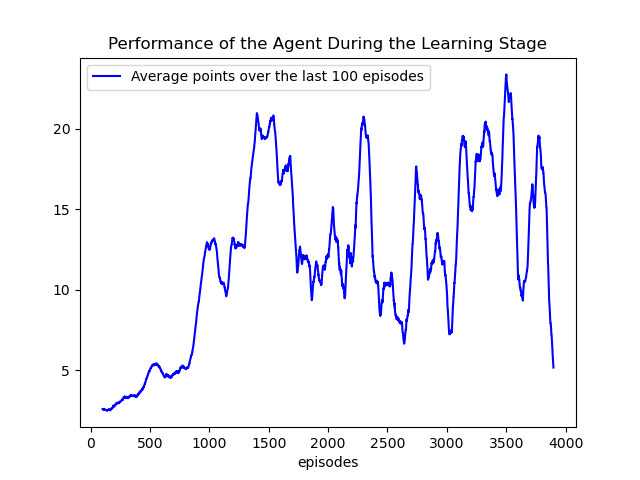 Performance of the Agent During the Learning Stage
Average points over the last 100 episodes
20
15
10
5
0 500 1000 1500 2000 2500 3000 3500 4000
episodes